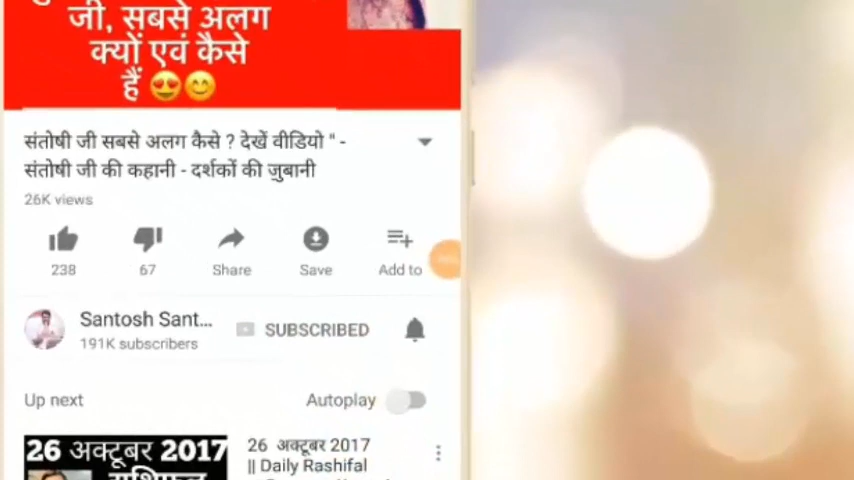 जी, सबसे अलग
क्यों एवं कैसे
हैं 😍😊
संतोषी जी सबसे अलग कैसे ? देखें वीडियो " -
संतोषी जी की कहानी - दर्शकों की जुबानी
26K views
238
67
Share
Save
Add to
Santosh Sant...
SUBSCRIBED
191K subscribers
Up next
Autoplay
26 अक्टूबर 2017
26 अक्टूबर 2017
|| Daily Rashifal